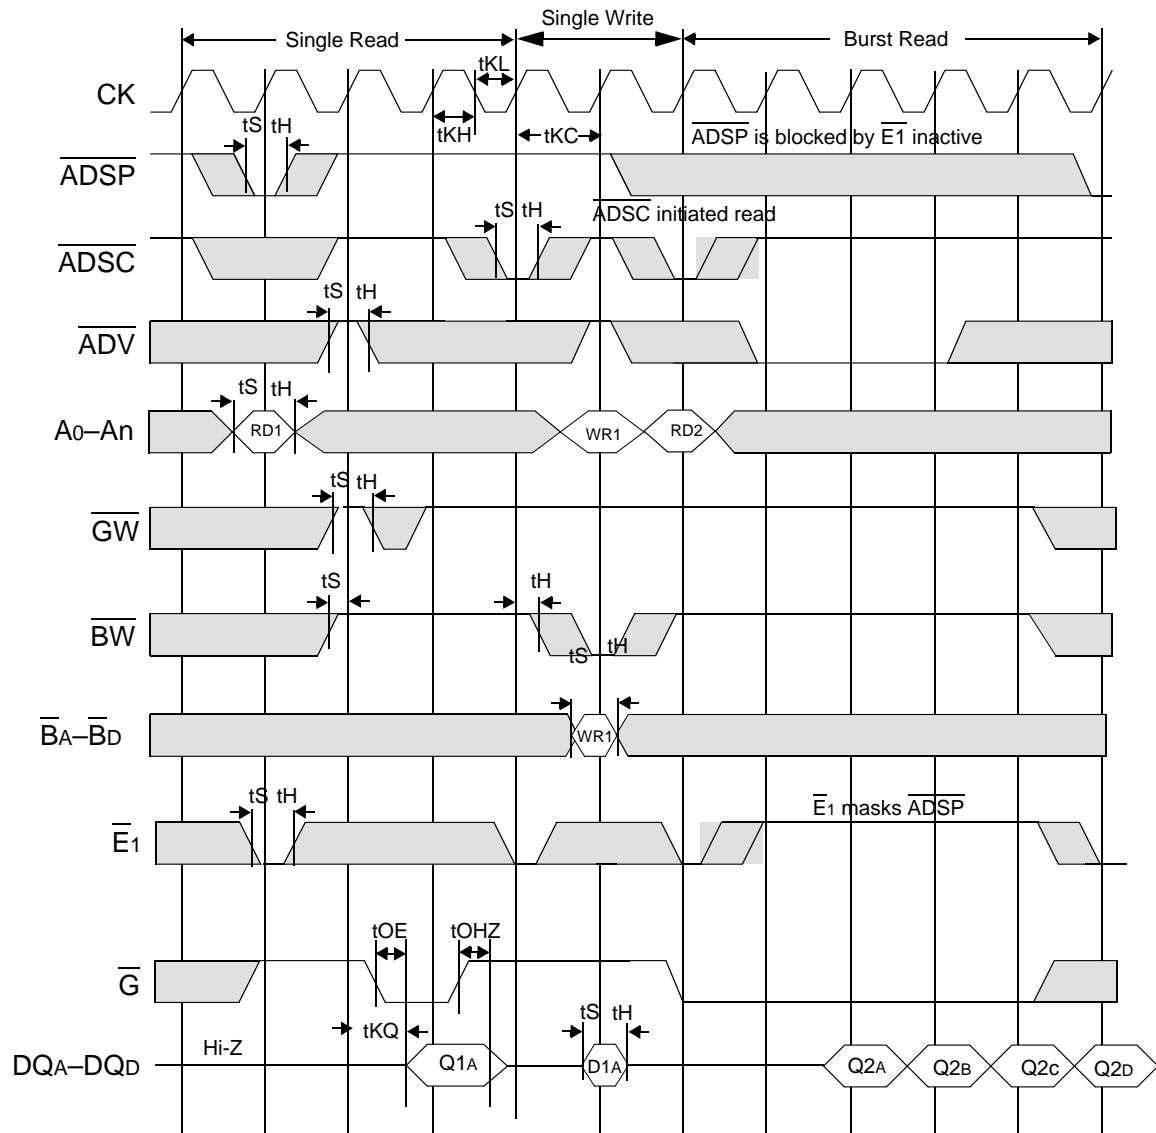 Single Write
Single Read
Burst Read
tKL
CK
tKH
tKC
ADSP is blocked by E1 inactive
tS tH
ADSP
tS tH
ADSC initiated read
ADSC
tS tH
ADV
tS tH
A0–An
RD1
WR1
RD2
tS tH
GW
tS
tH
BW
tS
tH
BA–BD
WR1
tS tH
E1 masks ADSP
E1
tOE
tOHZ
G
tKQ
tS tH
Hi-Z
DQA–DQD
Q1A
D1A
Q2A
Q2B
Q2c
Q2D